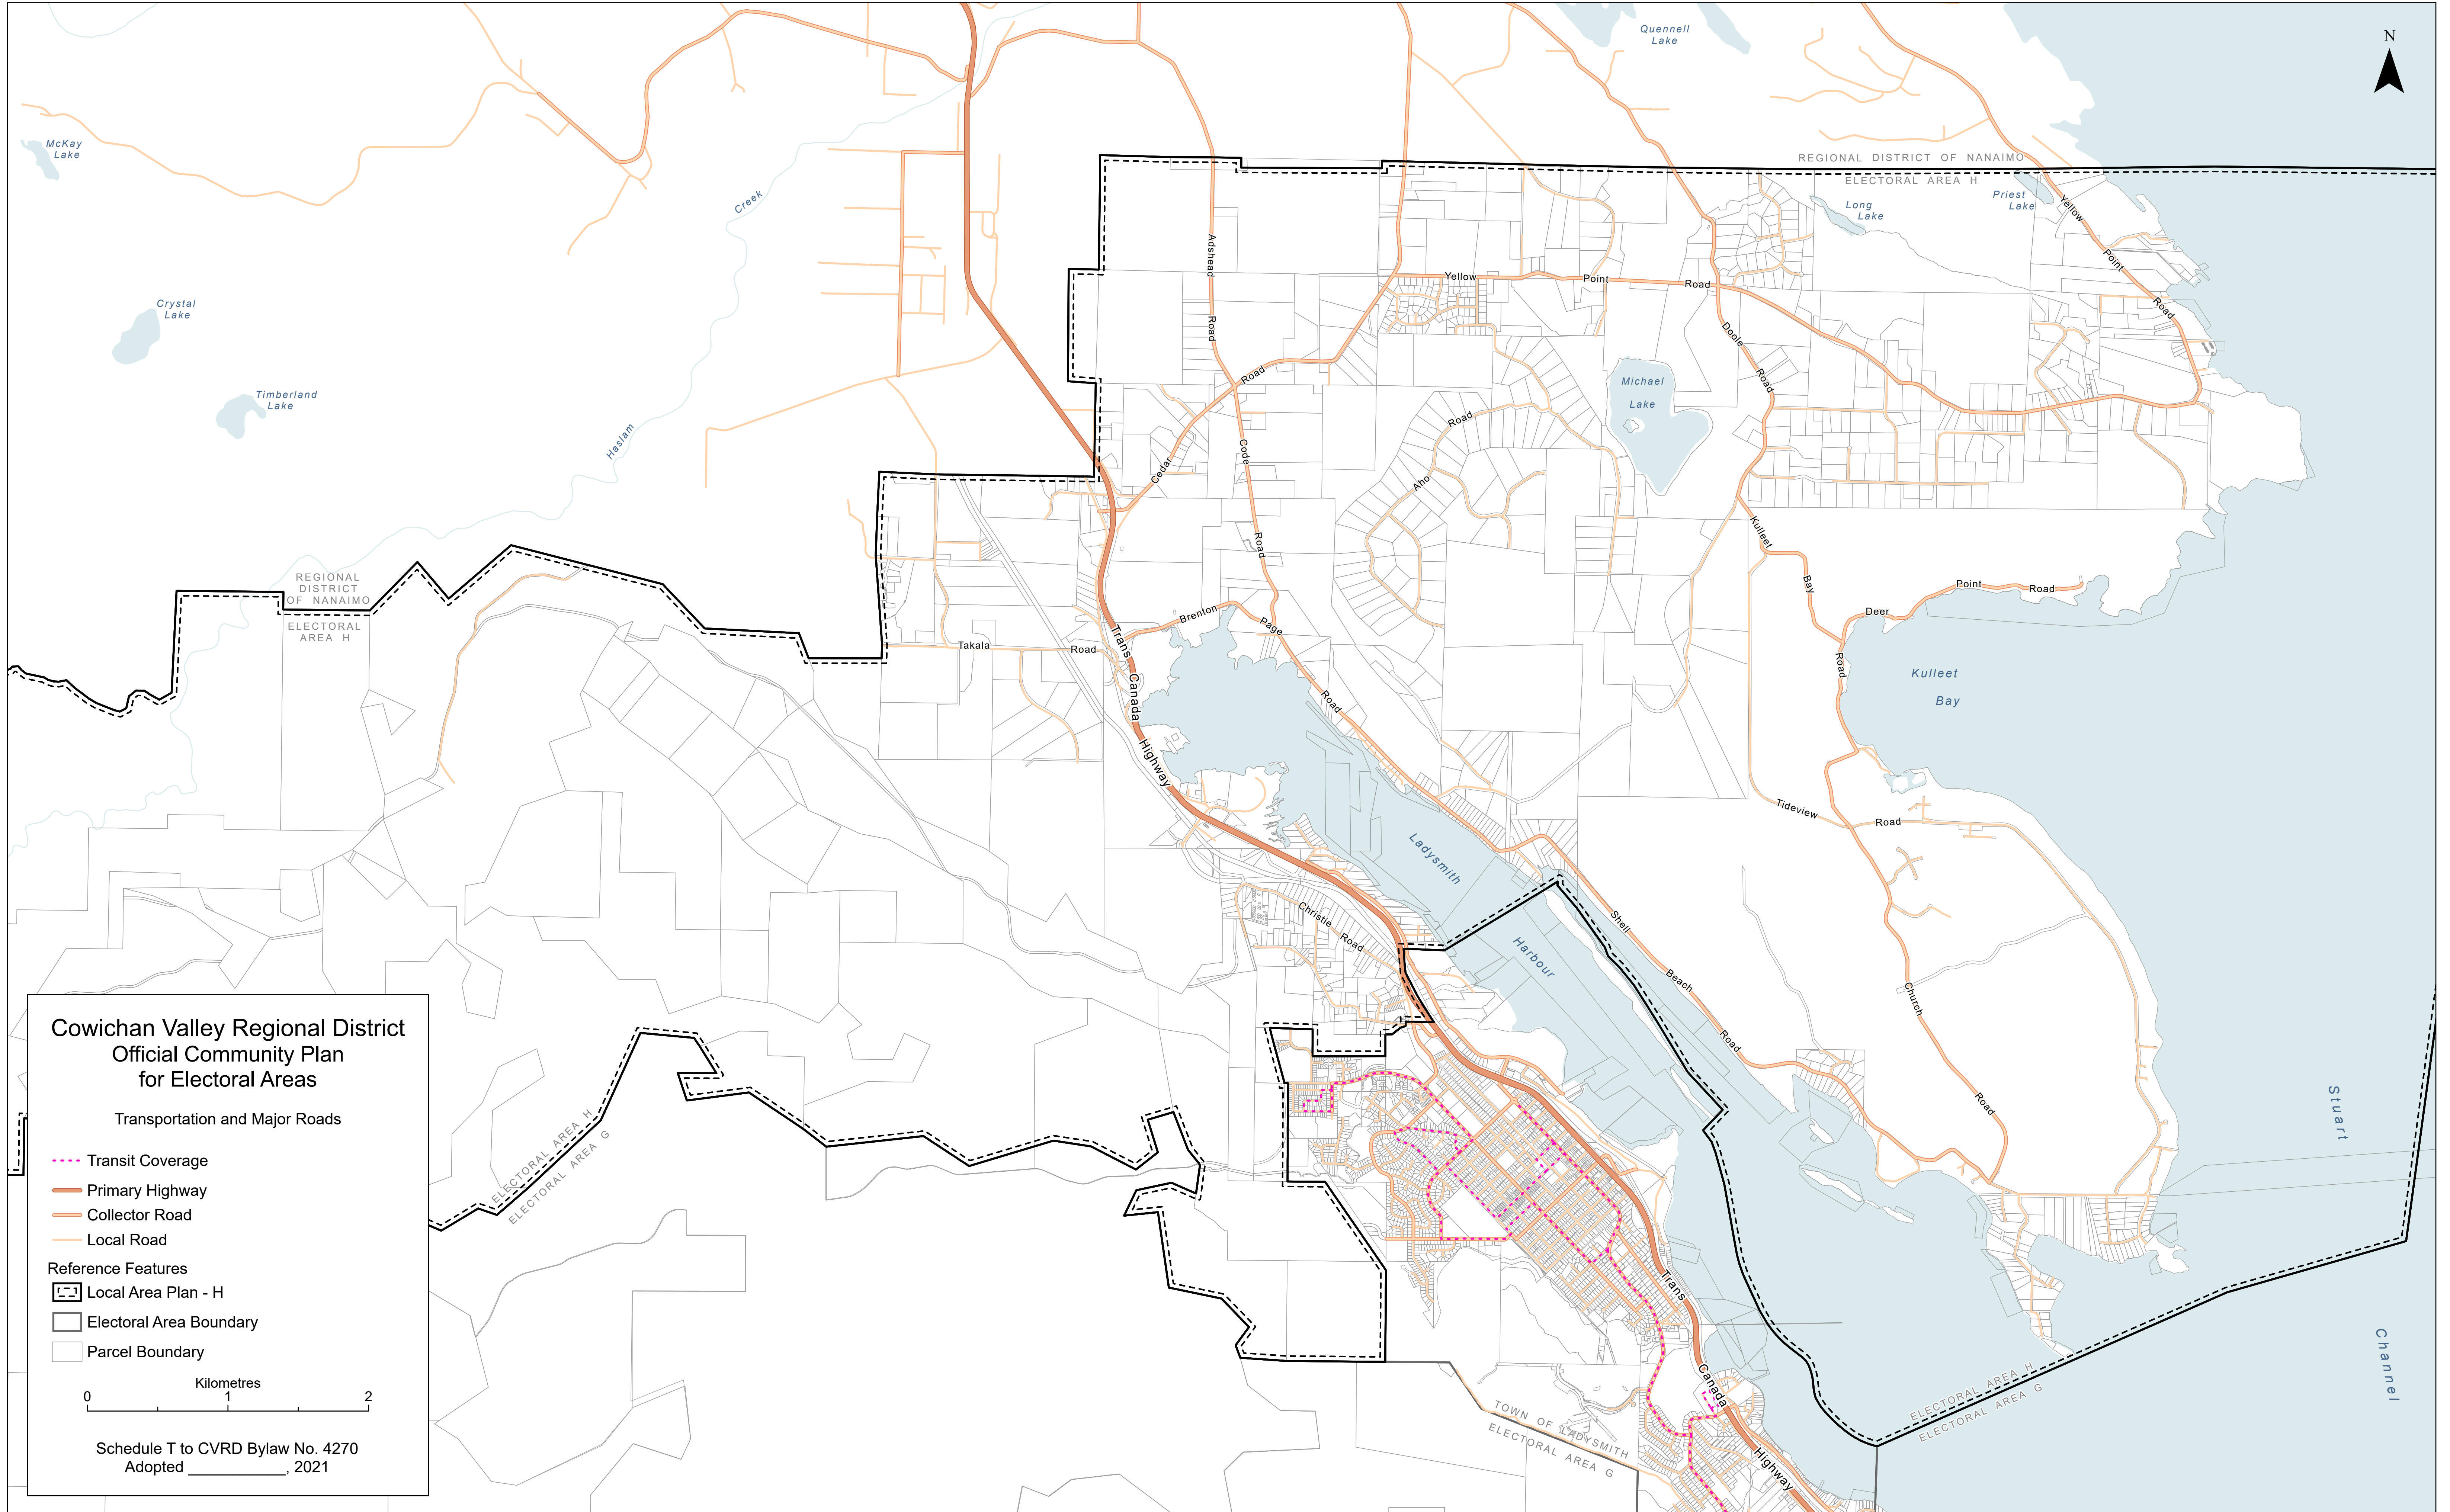 Quennell
Lake
N
McKay
Lake
REGIONAL DISTRICT OF NANAIMO
ELECTORAL AREA H
Creek
Priest
Lake
Long
Lake
Yellow
Point
Road
Adshead
Road
Yellow
Point
Road
Crystal
Lake
Doole
Road
Timberland
Lake
Road
Michael
Lake
Haslam
Aho
Road
Code
Road
Cedar
Kulleet
Bay
Road
REGIONAL
DISTRICT
OF NANAIMO
ELECTORAL
AREA H
Deer
Point
Road
Brenton
Page
Road
Takala
Road
Trans
Canada
Highway
Kulleet
Bay
Tideview
Road
Ladysmith
Harbour
Christie
Road
Shell
Beach
Road
Church
Road
Stuart
Channel
ELECTORAL AREA H
ELECTORAL AREA G
Trans
Canada
Highway
TOWN OF LADYSMITH
ELECTORAL AREA G
ELECTORAL AREA H
ELECTORAL AREA G
Cowichan Valley Regional District
Official Community Plan
for Electoral Areas
Transportation and Major Roads
Transit Coverage
Primary Highway
Collector Road
Local Road
Reference Features
Local Area Plan - H
Electoral Area Boundary
Parcel Boundary
Kilometres
0 1 2
Schedule T to CVRD Bylaw No. 4270
Adopted ____________, 2021